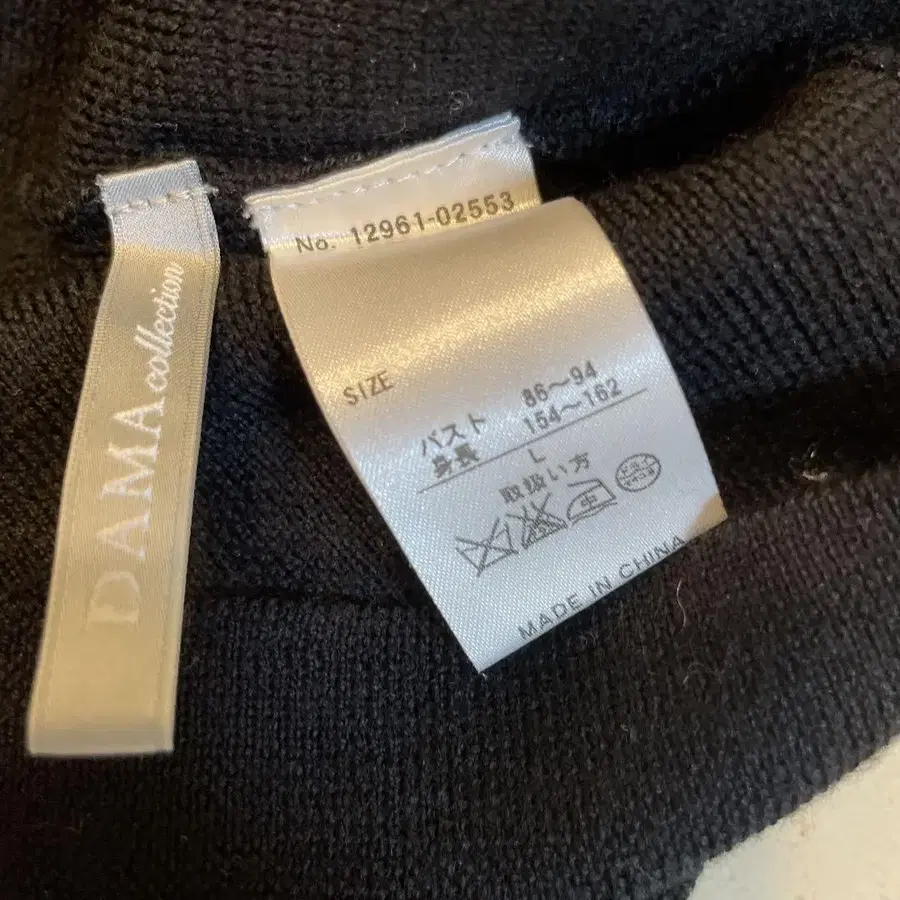 DAMA collection
No. 12961-02553
SIZE
バスト 86〜94
身長 154〜162
L
取扱い方
中
MADE IN CHINA